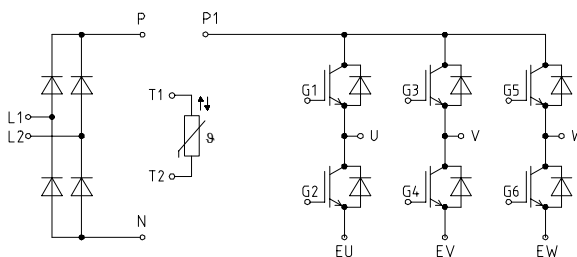 P P1
G1 G3 G5
T1
L1
L2
ϑ
U V W
T2
G2 G4 G6
N
EU EV EW